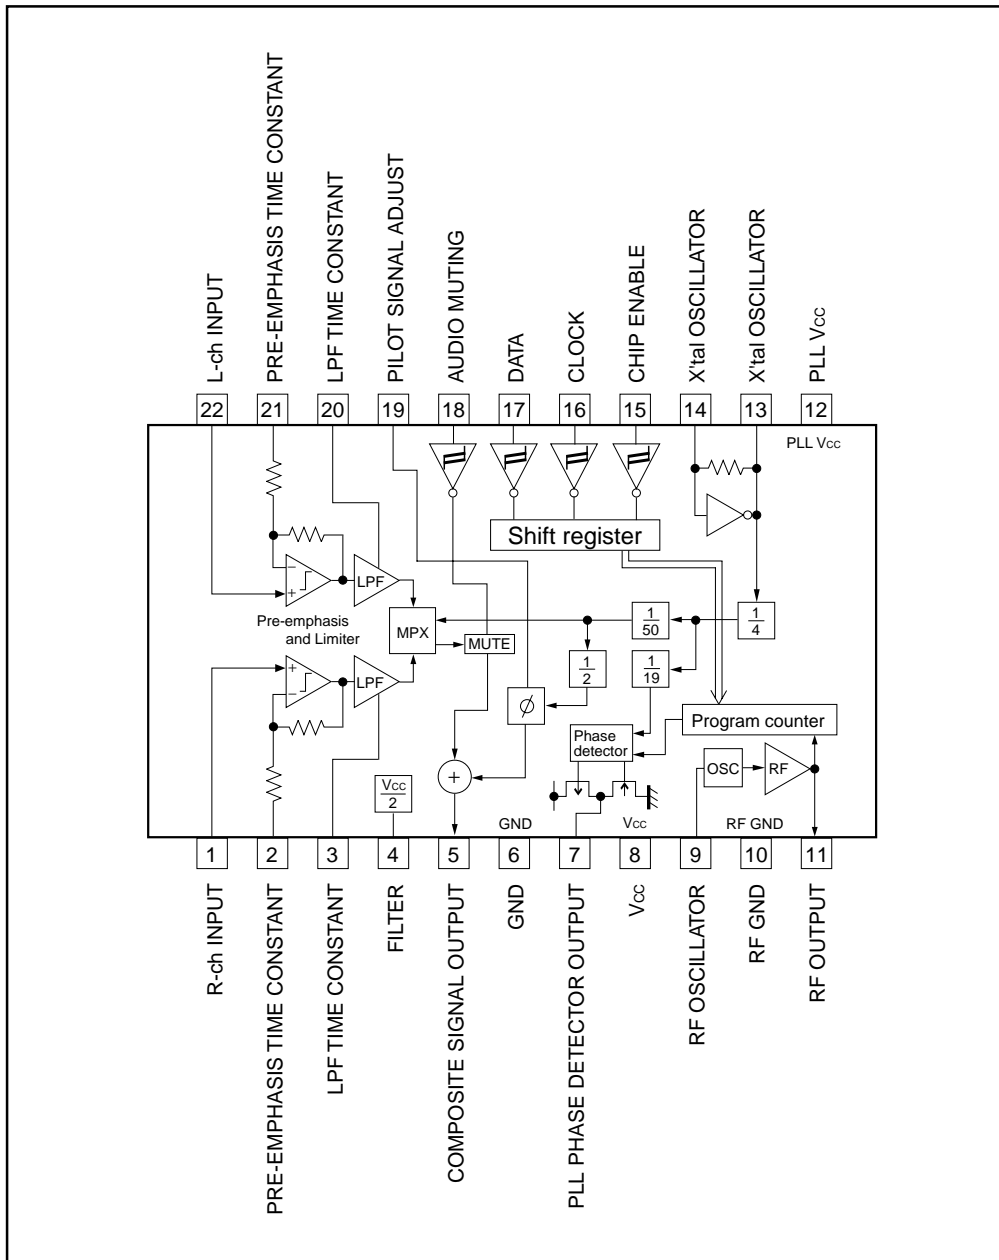 L-ch INPUT
PRE-EMPHASIS TIME CONSTANT
LPF TIME CONSTANT
PILOT SIGNAL ADJUST
AUDIO MUTING
DATA
CLOCK
CHIP ENABLE
X'tal OSCILLATOR
X'tal OSCILLATOR
PLL VCC
22
21
20
19
18
17
16
15
14
13
12
PLL VCC
Shift register
−
+
LPF
Pre-emphasis
and Limiter
MPX
MUTE
1
50
1
4
1
2
1
19
+
−
LPF
ϕ
Program counter
Phase
detector
OSC
RF
+
VCC
2
GND
VCC
RF GND
1
2
3
4
5
6
7
8
9
10
11
R-ch INPUT
PRE-EMPHASIS TIME CONSTANT
LPF TIME CONSTANT
FILTER
COMPOSITE SIGNAL OUTPUT
GND
PLL PHASE DETECTOR OUTPUT
VCC
RF OSCILLATOR
RF GND
RF OUTPUT